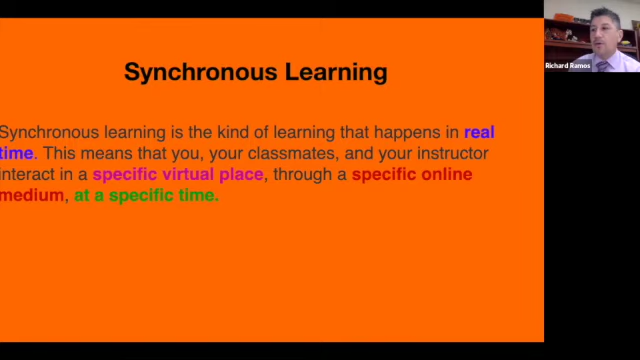 Synchronous Learning
Synchronous learning is the kind of learning that happens in real
time. This means that you, your classmates, and your instructor
interact in a specific virtual place, through a specific online
medium, at a specific time.
Richard Ramos